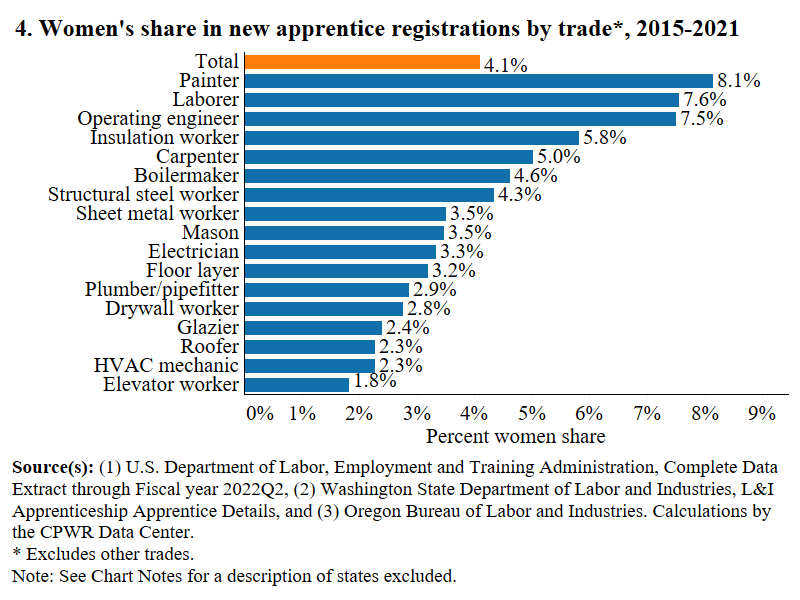 4. Women's share in new apprentice registrations by trade*, 2015-2021
Total 4.1%
Painter 8.1%
Laborer 7.6%
Operating engineer 7.5%
Insulation worker 5.8%
Carpenter 5.0%
Boilermaker 4.6%
Structural steel worker 4.3%
Sheet metal worker 3.5%
Mason 3.5%
Electrician 3.3%
Floor layer 3.2%
Plumber/pipefitter 2.9%
Drywall worker 2.8%
Glazier 2.4%
Roofer 2.3%
HVAC mechanic 2.3%
Elevator worker 1.8%
0% 1% 2% 3% 4% 5% 6% 7% 8% 9%
Percent women share
Source(s): (1) U.S. Department of Labor, Employment and Training Administration, Complete Data
Extract through Fiscal year 2022Q2, (2) Washington State Department of Labor and Industries, L&I
Apprenticeship Apprentice Details, and (3) Oregon Bureau of Labor and Industries. Calculations by
the CPWR Data Center.
* Excludes other trades.
Note: See Chart Notes for a description of states excluded.